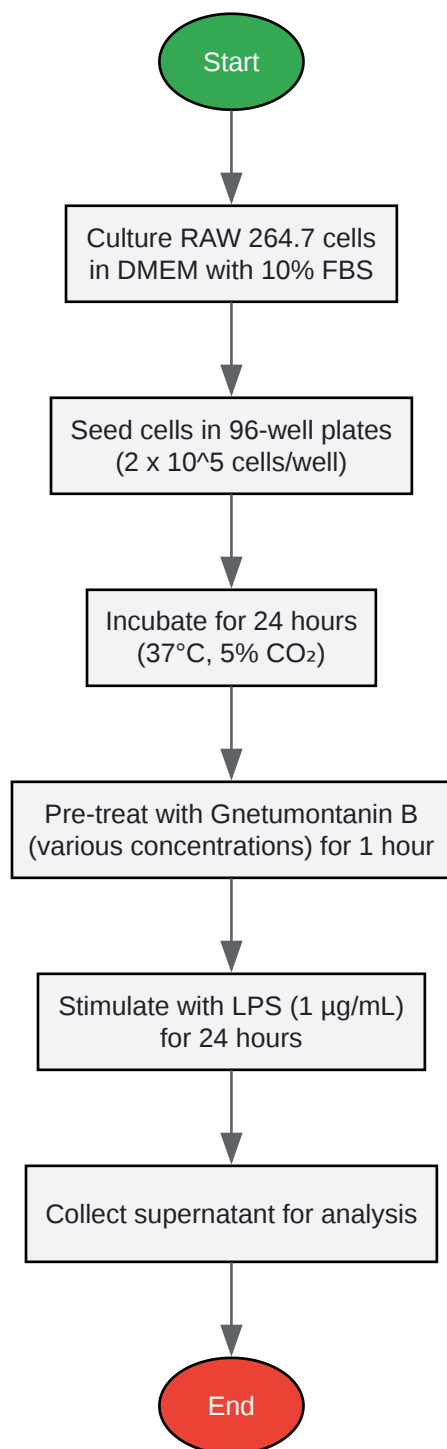 Start
Culture RAW 264.7 cells
in DMEM with 10% FBS
Seed cells in 96-well plates
(2 x 10^5 cells/well)
Incubate for 24 hours
(37°C, 5% CO₂)
Pre-treat with Gnetumontanin B
(various concentrations) for 1 hour
Stimulate with LPS (1 µg/mL)
for 24 hours
Collect supernatant for analysis
End